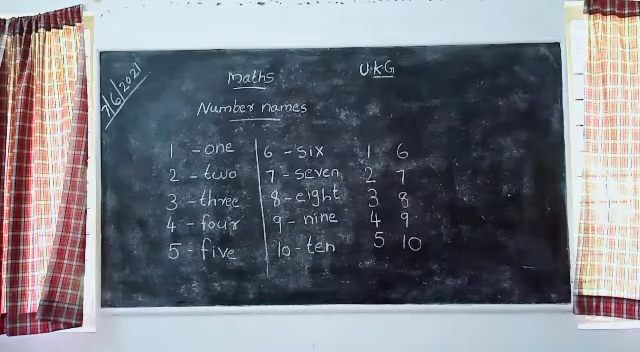 7/6/2021
Maths U.K.G
Number names
1 - one 6 - six 1 6
2 - two 7 - seven 2 7
3 - three 8 - eight 3 8
4 - four 9 - nine 4 9
5 - five 10 - ten 5 10